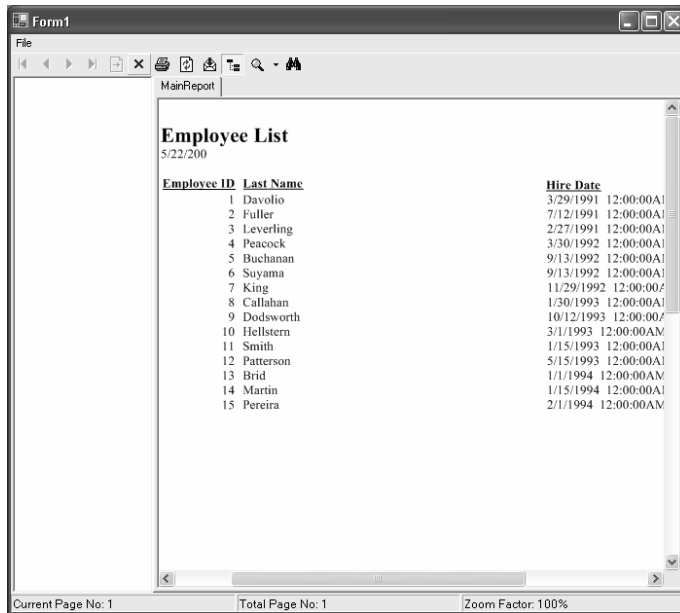 Form1
File
MainReport
Employee List
5/22/200
Employee ID Last Name Hire Date
1 Davolio 3/29/1991 12:00:00A
2 Fuller 7/12/1991 12:00:00A
3 Leverling 2/27/1991 12:00:00A
4 Peacock 3/30/1992 12:00:00A
5 Buchanan 9/13/1992 12:00:00A
6 Suyama 9/13/1992 12:00:00A
7 King 11/29/1992 12:00:00
8 Callahan 1/30/1993 12:00:00A
9 Dodsworth 10/12/1993 12:00:00
10 Hellstern 3/1/1993 12:00:00AM
11 Smith 1/15/1993 12:00:00A
12 Patterson 5/15/1993 12:00:00A
13 Brid 1/1/1994 12:00:00AM
14 Martin 1/15/1994 12:00:00A
15 Pereira 2/1/1994 12:00:00AM
Current Page No: 1 Total Page No: 1 Zoom Factor: 100%